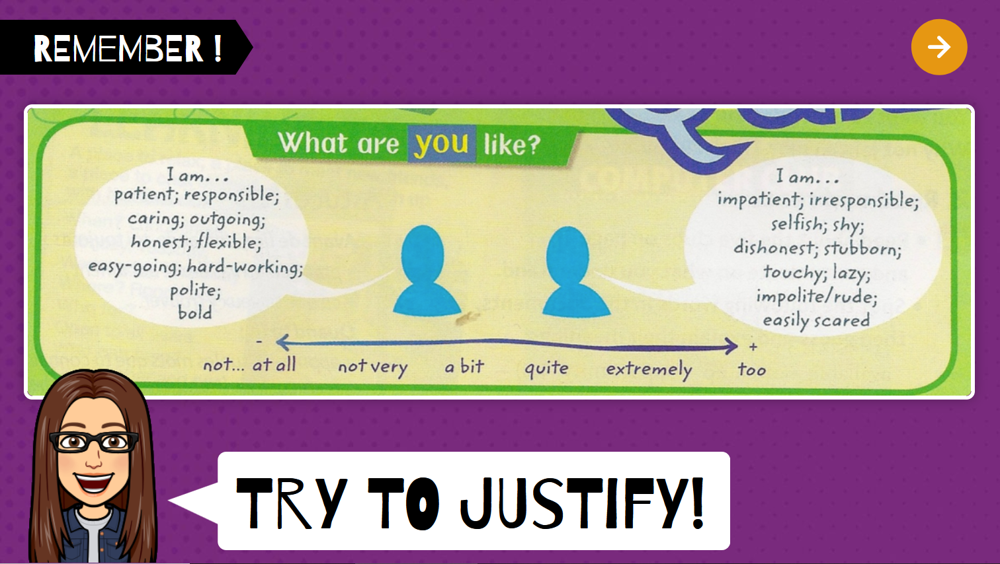 REMEMBER !
What are you like?
I am...
patient; responsible;
caring; outgoing;
honest; flexible;
easy-going; hard-working;
polite;
bold
I am...
impatient; irresponsible;
selfish; shy;
dishonest; stubborn;
touchy; lazy;
impolite/rude;
easily scared
- +
not... at all not very a bit quite extremely too
TRY TO JUSTIFY!